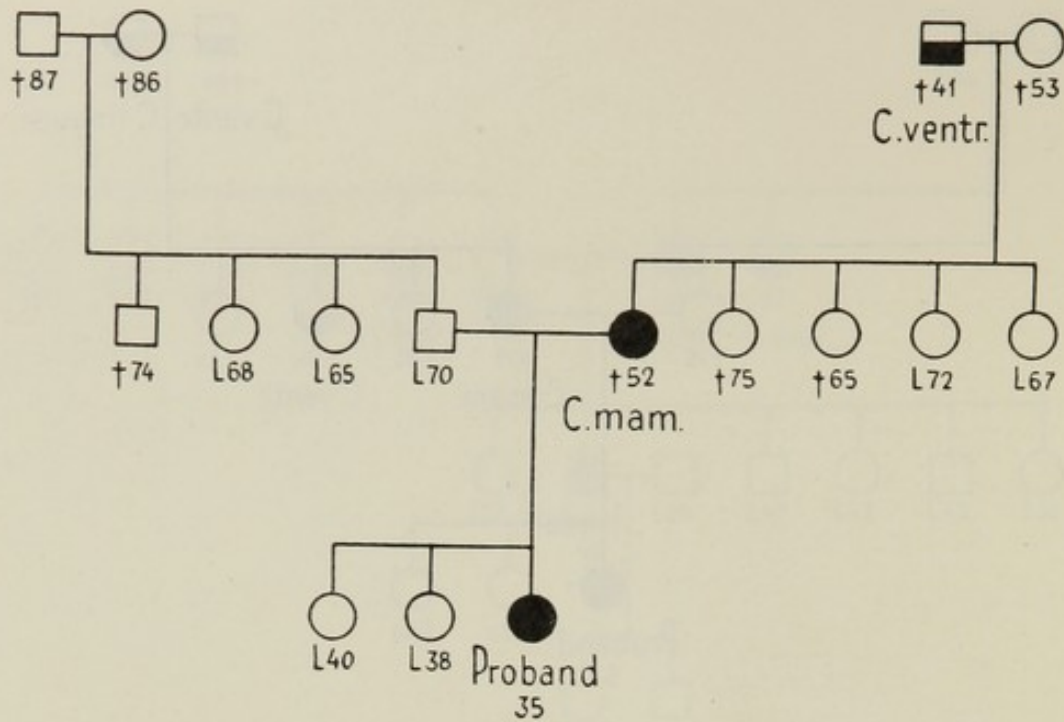 †87 †86 †41 †53
C.ventr.
†74 L68 L65 L70 †52 †75 †65 L72 L67
C.mam.
L40 L38 Proband
35